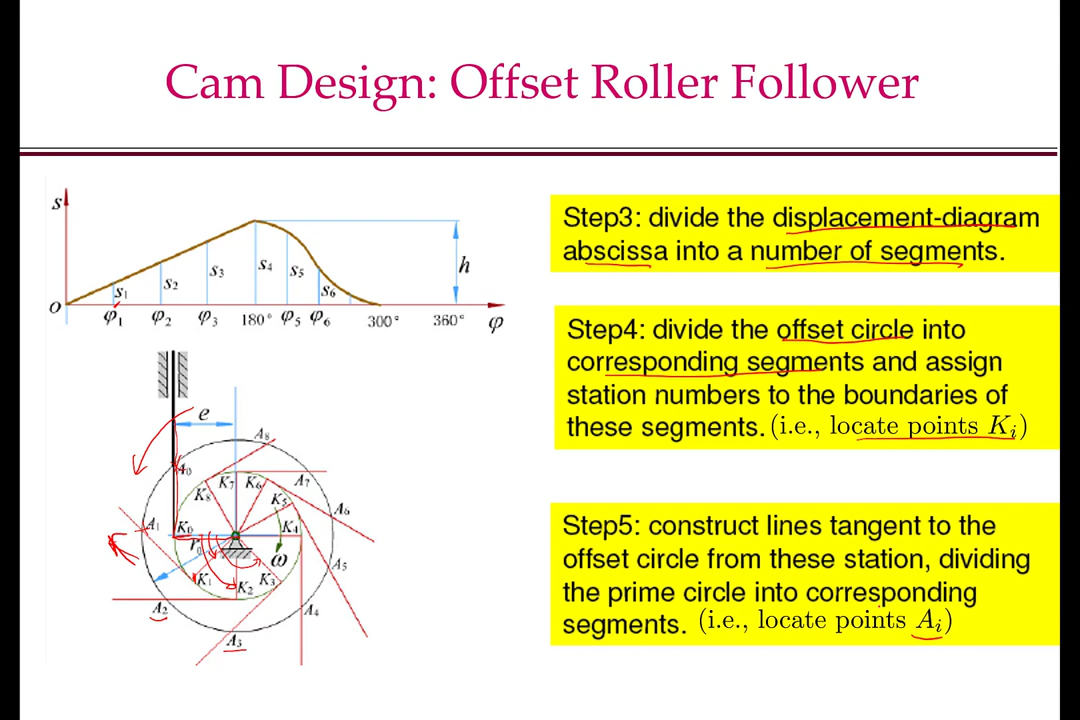 Cam Design: Offset Roller Follower
s
s₁
s₂
s₃
s₄
s₅
s₆
h
O
φ₁
φ₂
φ₃
180°
φ₅
φ₆
300°
360°
φ
Step3: divide the displacement-diagram
abscissa into a number of segments.
Step4: divide the offset circle into
corresponding segments and assign
station numbers to the boundaries of
these segments. (i.e., locate points Kᵢ)
Step5: construct lines tangent to the
offset circle from these station, dividing
the prime circle into corresponding
segments. (i.e., locate points Aᵢ)
e
A₈
A₀
K₇
K₆
A₇
K₈
K₅
A₆
A₁
K₀
K₄
r₀
ω
A₅
K₁
K₂
K₃
A₂
A₄
A₃